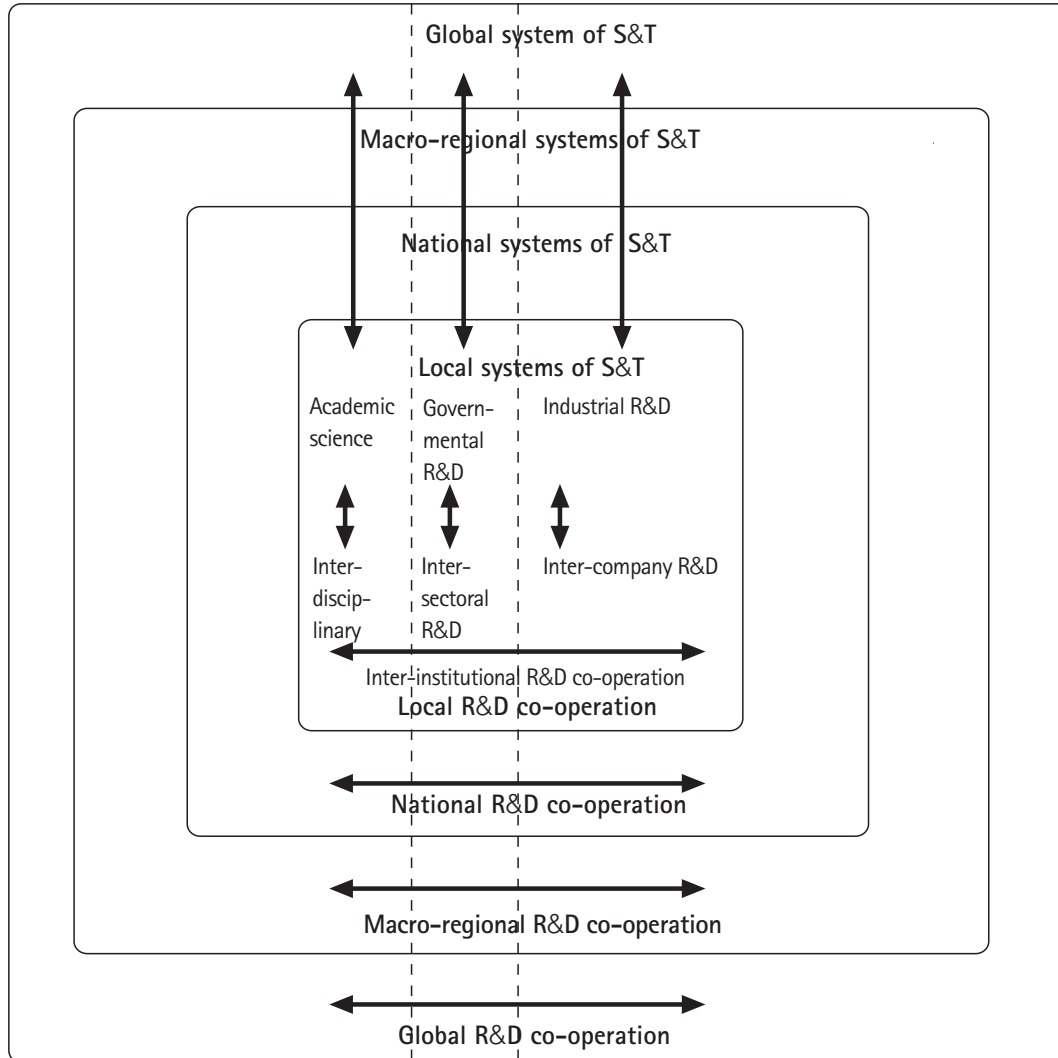 Global system of S&T
Macro-regional systems of S&T
National systems of S&T
Local systems of S&T
Academic
science
Govern-
mental
R&D
Industrial R&D
Inter-
discip-
linary
Inter-
sectoral
R&D
Inter-company R&D
Inter-institutional R&D co-operation
Local R&D co-operation
National R&D co-operation
Macro-regional R&D co-operation
Global R&D co-operation